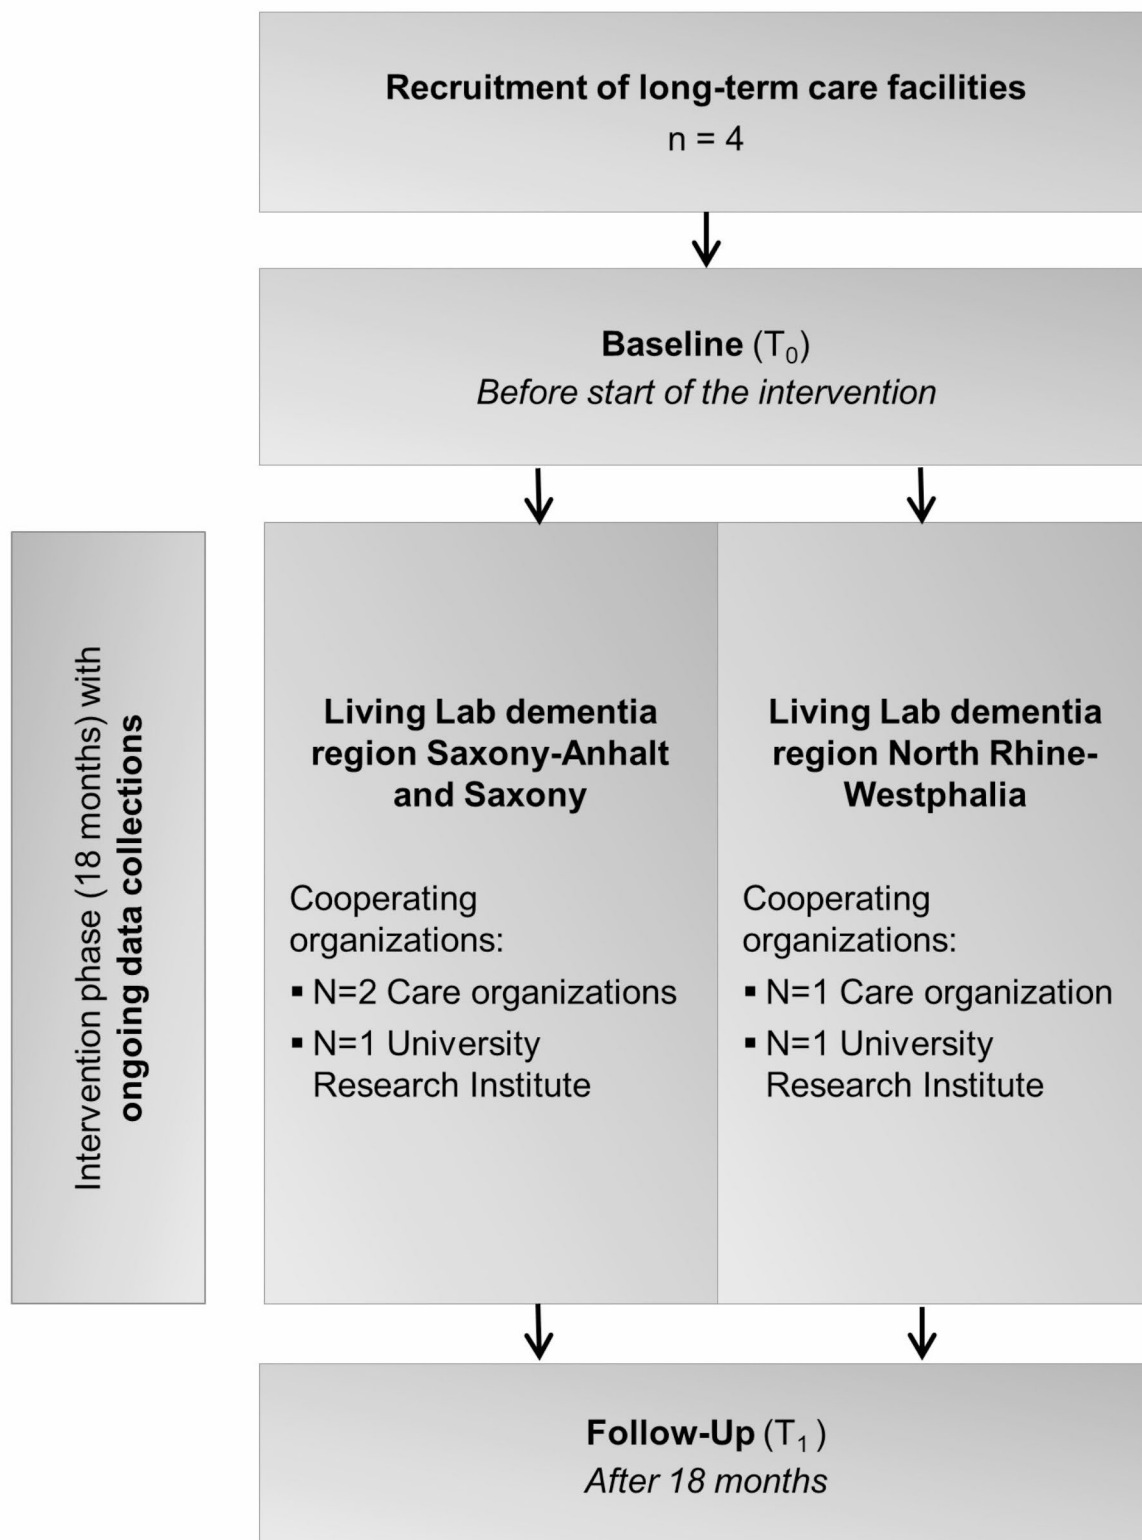 Recruitment of long-term care facilities
n = 4
Baseline (T₀)
Before start of the intervention
Intervention phase (18 months) with
ongoing data collections
Living Lab dementia
region Saxony-Anhalt
and Saxony
Cooperating
organizations:
▪ N=2 Care organizations
▪ N=1 University
Research Institute
Living Lab dementia
region North Rhine-
Westphalia
Cooperating
organizations:
▪ N=1 Care organization
▪ N=1 University
Research Institute
Follow-Up (T₁)
After 18 months